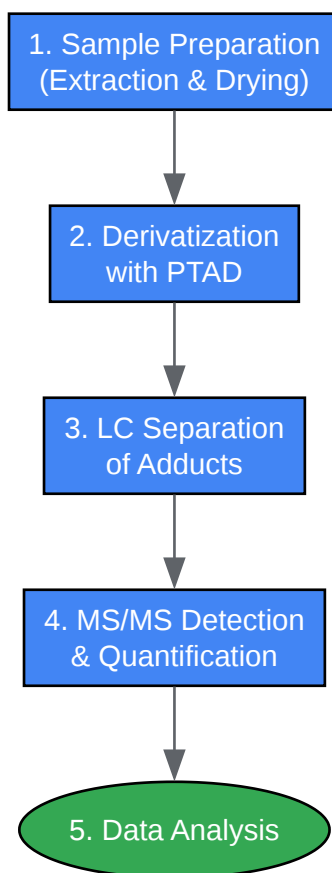 1. Sample Preparation
(Extraction & Drying)
2. Derivatization
with PTAD
3. LC Separation
of Adducts
4. MS/MS Detection
& Quantification
5. Data Analysis